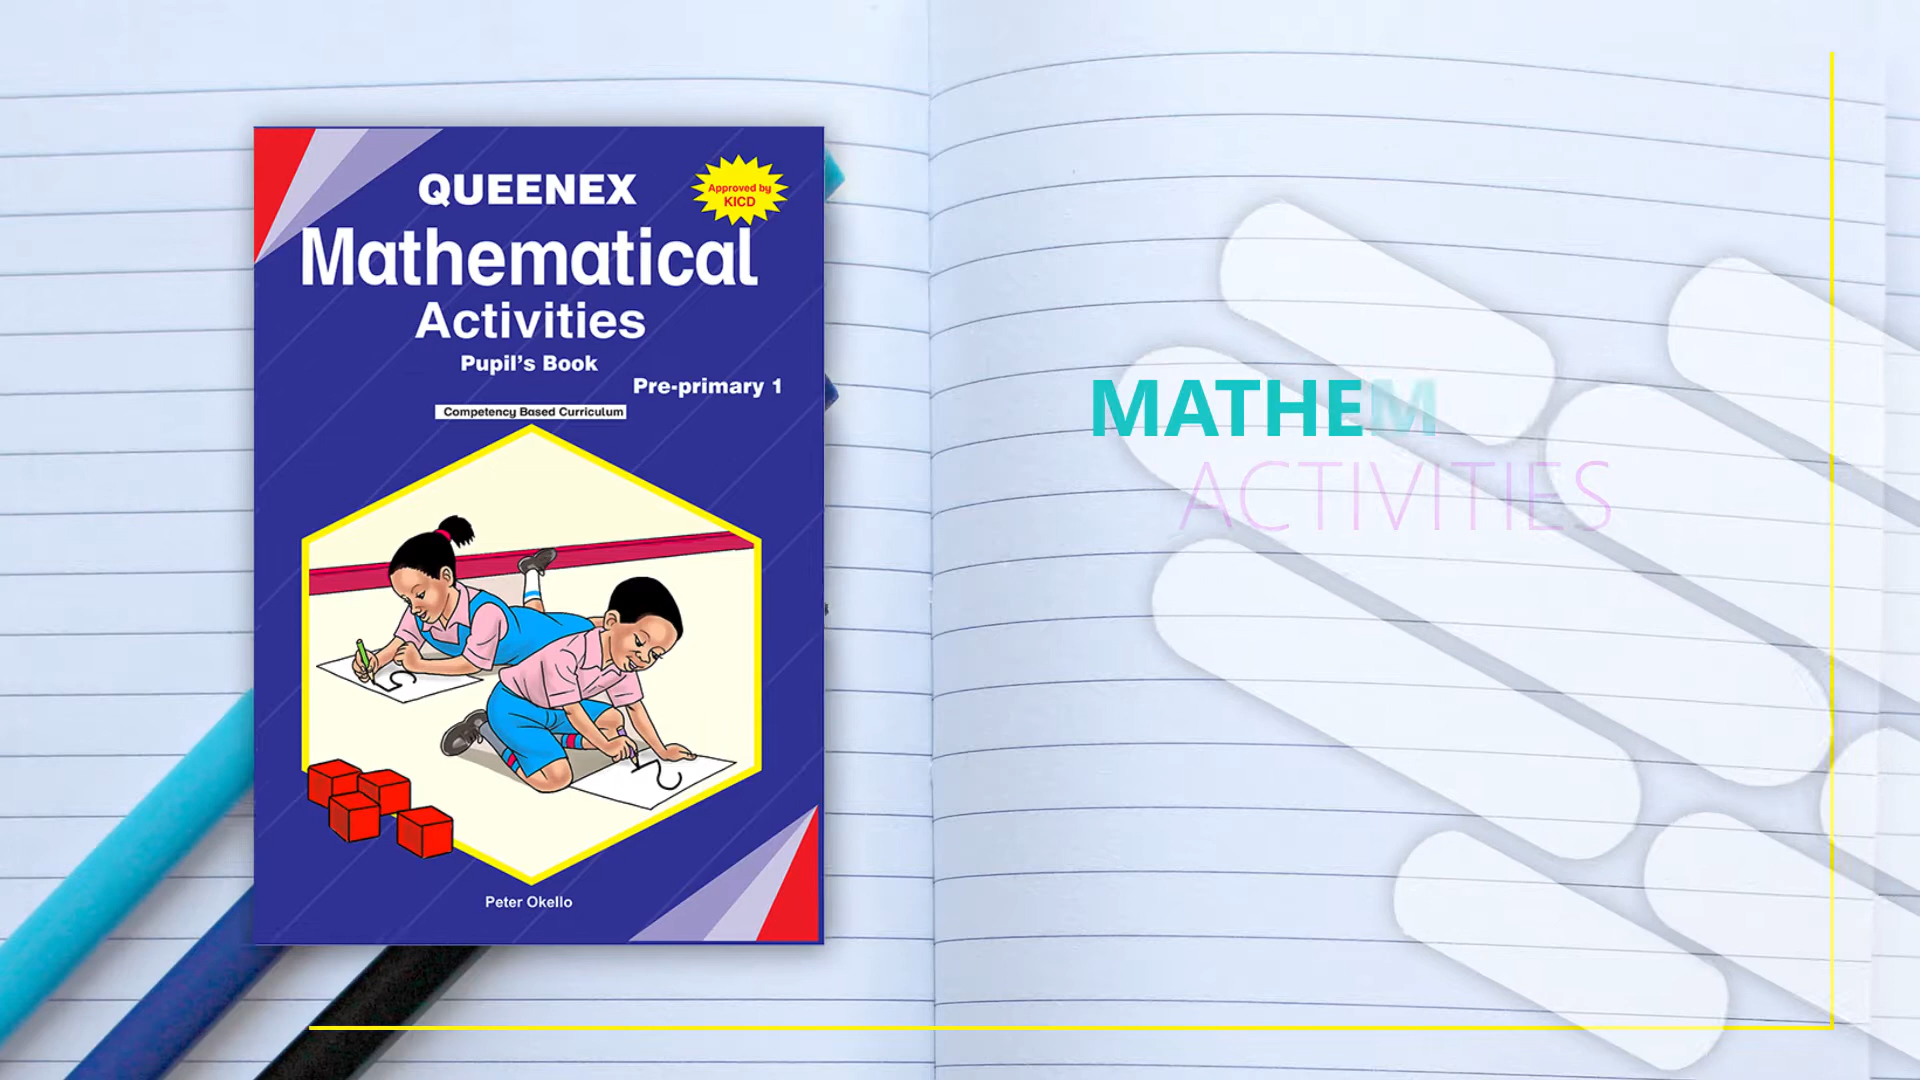 QUEENEX
Approved by
KICD
Mathematical
Activities
Pupil's Book
Pre-primary 1
Competency Based Curriculum
Peter Okello
MATHEM
ACTIVITIES